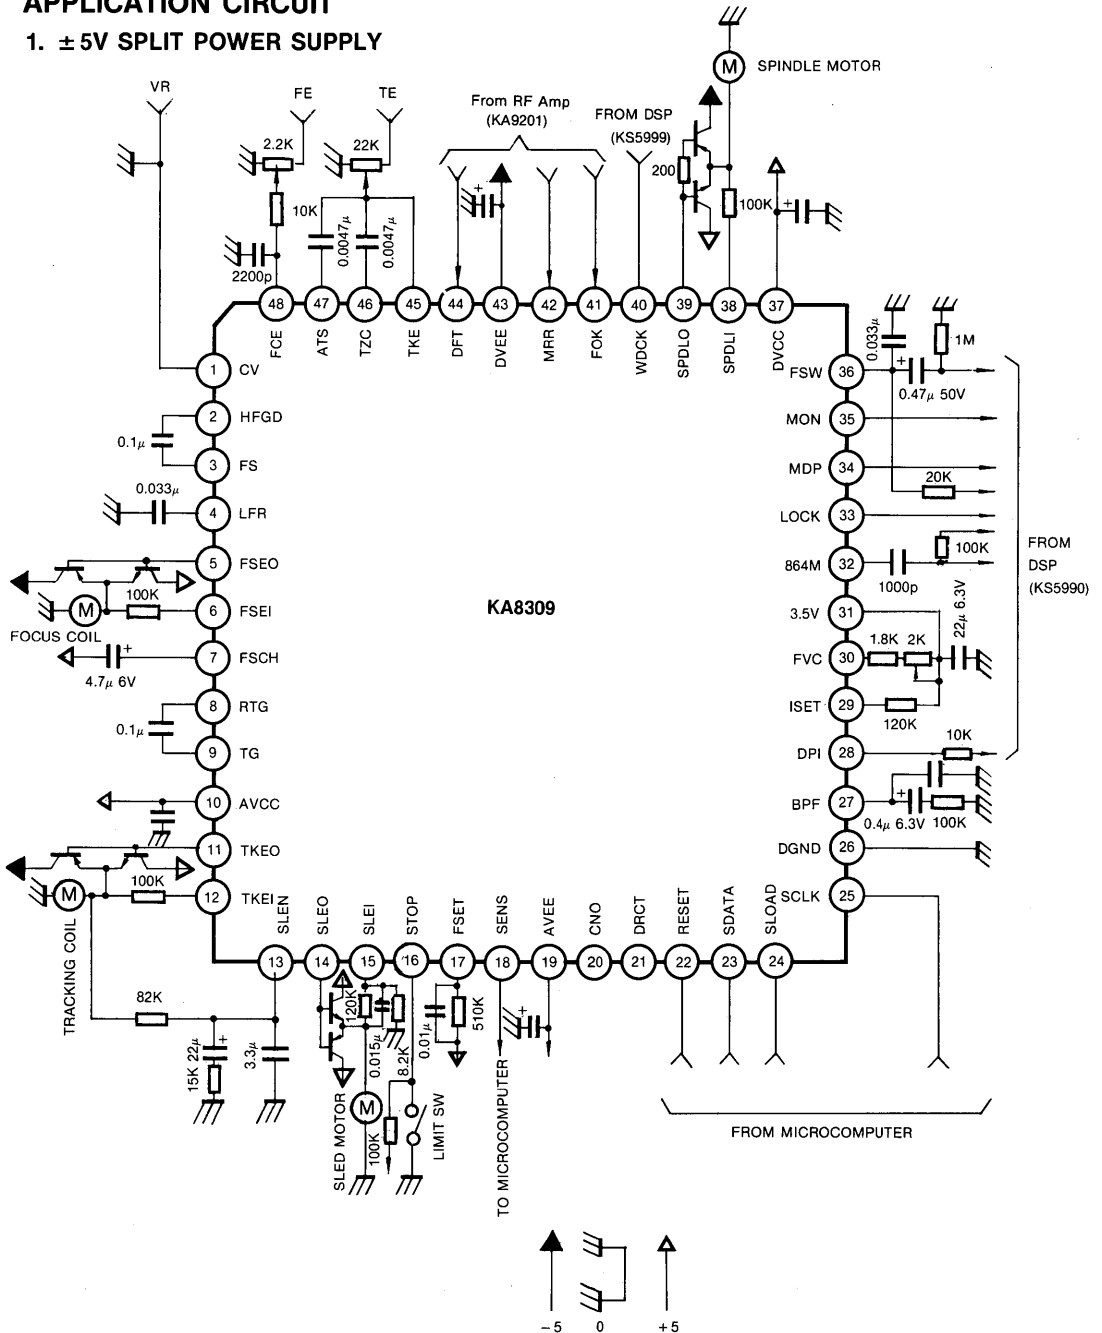 APPLICATION CIRCUIT
1. ±5V SPLIT POWER SUPPLY
VR
FE
TE
From RF Amp
(KA9201)
FROM DSP
(KS5999)
M
SPINDLE MOTOR
2.2K
22K
200
10K
100K
0.0047μ
0.0047μ
2200p
+
+
48
47
46
45
44
43
42
41
40
39
38
37
FCE
ATS
TZC
TKE
DFT
DVEE
MRR
FOK
WDCK
SPDLO
SPDLI
DVCC
1
CV
2
HFGD
0.1μ
3
FS
0.033μ
4
LFR
5
FSEO
100K
6
FSEI
M
FOCUS COIL
7
FSCH
+
4.7μ 6V
8
RTG
0.1μ
9
TG
10
AVCC
11
TKEO
100K
12
TKEI
M
TRACKING COIL
KA8309
0.033μ
1M
FSW
36
+
0.47μ 50V
MON
35
MDP
34
20K
LOCK
33
100K
864M
32
1000p
FROM
DSP
(KS5990)
3.5V
31
22μ 6.3V
FVC
30
1.8K
2K
ISET
29
120K
DPI
28
10K
BPF
27
+
0.4μ 6.3V
100K
DGND
26
SCLK
25
SLEN
SLEO
SLEI
STOP
FSET
SENS
AVEE
CNO
DRCT
RESET
SDATA
SLOAD
13
14
15
16
17
18
19
20
21
22
23
24
82K
15K 22μ
+
3.3μ
120K
0.015μ
8.2K
0.01μ
510K
+
M
SLED MOTOR
100K
LIMIT SW
TO MICROCOMPUTER
FROM MICROCOMPUTER
-5
0
+5